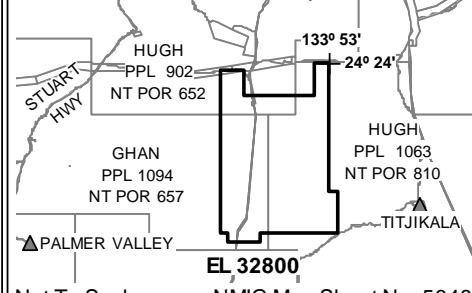 133º 53'
24º 24'
HUGH
PPL 902
NT POR 652
STUART
HWY
HUGH
PPL 1063
NT POR 810
GHAN
PPL 1094
NT POR 657
TITJIKALA
PALMER VALLEY
EL 32800